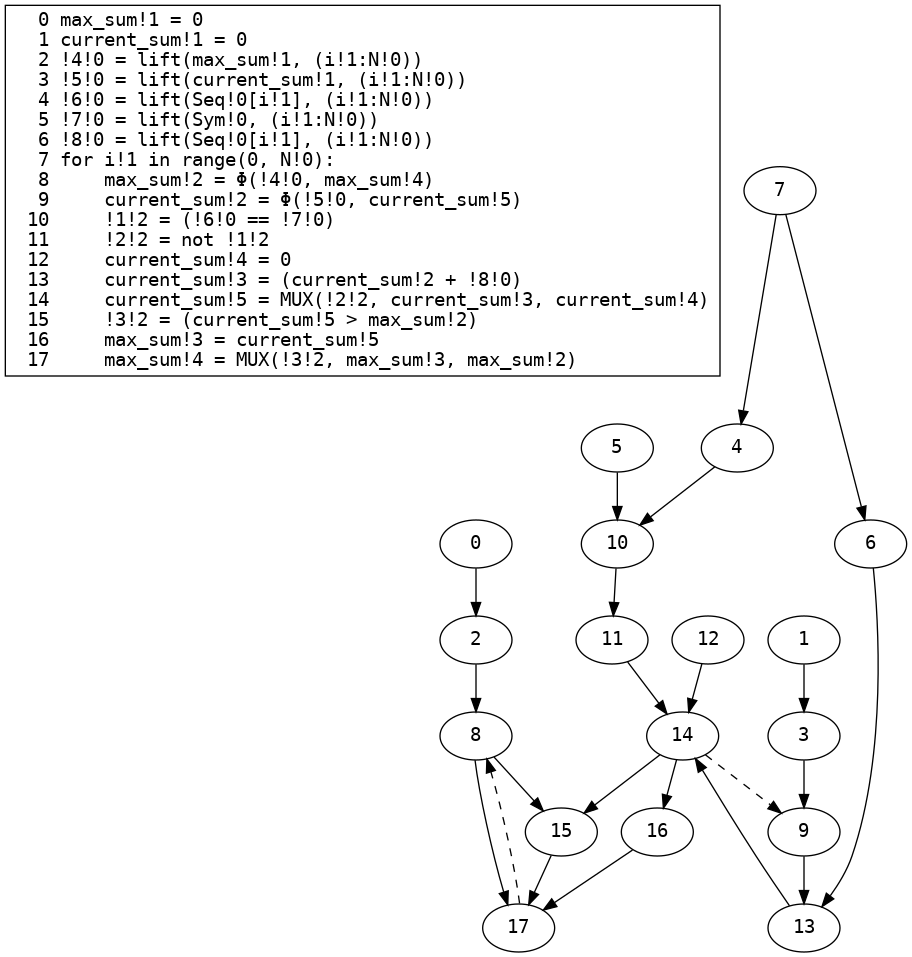 0 max_sum!1 = 0
1 current_sum!1 = 0
2 !4!0 = lift(max_sum!1, (i!1:N!0))
3 !5!0 = lift(current_sum!1, (i!1:N!0))
4 !6!0 = lift(Seq!0[i!1], (i!1:N!0))
5 !7!0 = lift(Sym!0, (i!1:N!0))
6 !8!0 = lift(Seq!0[i!1], (i!1:N!0))
7 for i!1 in range(0, N!0):
8     max_sum!2 = Φ(!4!0, max_sum!4)
9     current_sum!2 = Φ(!5!0, current_sum!5)
10     !1!2 = (!6!0 == !7!0)
11     !2!2 = not !1!2
12     current_sum!4 = 0
13     current_sum!3 = (current_sum!2 + !8!0)
14     current_sum!5 = MUX(!2!2, current_sum!3, current_sum!4)
15     !3!2 = (current_sum!5 > max_sum!2)
16     max_sum!3 = current_sum!5
17     max_sum!4 = MUX(!3!2, max_sum!3, max_sum!2)
7
5
4
0
10
6
2
11
12
1
8
14
3
15
16
9
17
13